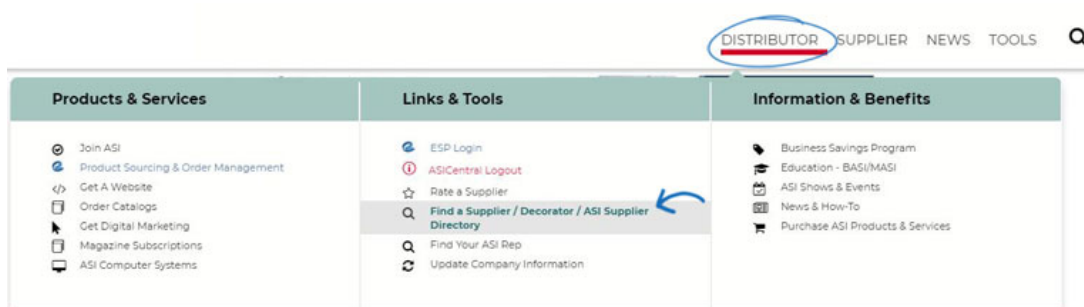 DISTRIBUTOR SUPPLIER NEWS TOOLS
Products & Services
Join ASI
Product Sourcing & Order Management
Get A Website
Order Catalogs
Get Digital Marketing
Magazine Subscriptions
ASI Computer Systems
Links & Tools
ESP Login
ASICentral Logout
Rate a Supplier
Find a Supplier / Decorator / ASI Supplier
Directory
Find Your ASI Rep
Update Company Information
Information & Benefits
Business Savings Program
Education - BASI/MASI
ASI Shows & Events
News & How-To
Purchase ASI Products & Services